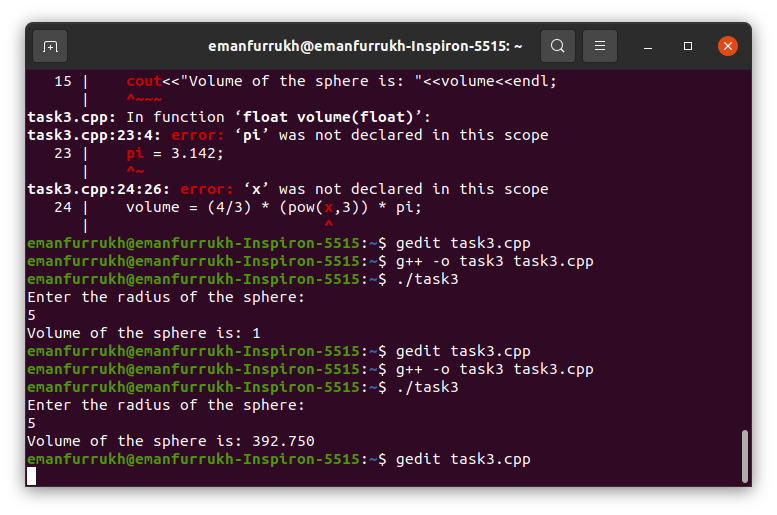 emanfurrukh@emanfurrukh-Inspiron-5515: ~
15 | cout<<"Volume of the sphere is: "<<volume<<endl;
| ^~~~
task3.cpp: In function ‘float volume(float)’:
task3.cpp:23:4: error: ‘pi’ was not declared in this scope
23 | pi = 3.142;
| ^~
task3.cpp:24:26: error: ‘x’ was not declared in this scope
24 | volume = (4/3) * (pow(x,3)) * pi;
| ^
emanfurrukh@emanfurrukh-Inspiron-5515:~$ gedit task3.cpp
emanfurrukh@emanfurrukh-Inspiron-5515:~$ g++ -o task3 task3.cpp
emanfurrukh@emanfurrukh-Inspiron-5515:~$ ./task3
Enter the radius of the sphere:
5
Volume of the sphere is: 1
emanfurrukh@emanfurrukh-Inspiron-5515:~$ gedit task3.cpp
emanfurrukh@emanfurrukh-Inspiron-5515:~$ g++ -o task3 task3.cpp
emanfurrukh@emanfurrukh-Inspiron-5515:~$ ./task3
Enter the radius of the sphere:
5
Volume of the sphere is: 392.750
emanfurrukh@emanfurrukh-Inspiron-5515:~$ gedit task3.cpp